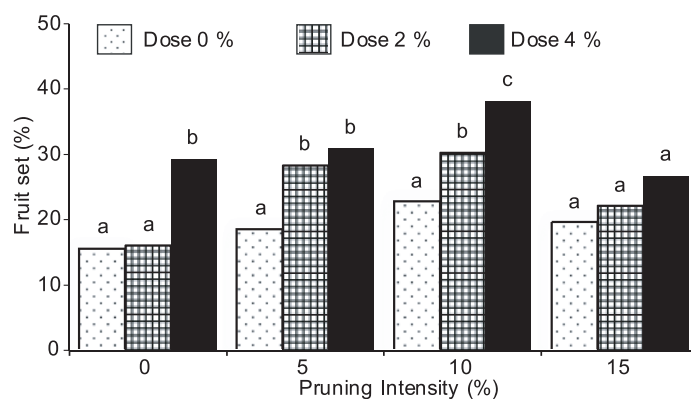 50
Dose 0 %
Dose 2 %
Dose 4 %
40
30
20
10
0
Fruit set (%)
a
a
b
a
b
b
a
b
c
a
a
a
0
5
10
15
Pruning Intensity (%)